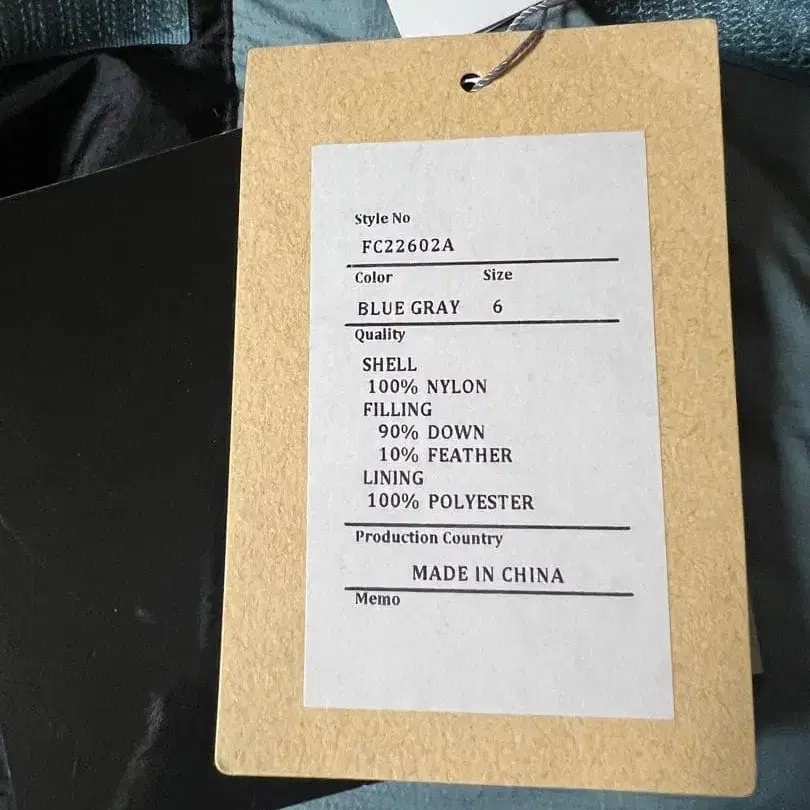 Style No
FC22602A
Color Size
BLUE GRAY 6
Quality
SHELL
100% NYLON
FILLING
90% DOWN
10% FEATHER
LINING
100% POLYESTER
Production Country
MADE IN CHINA
Memo